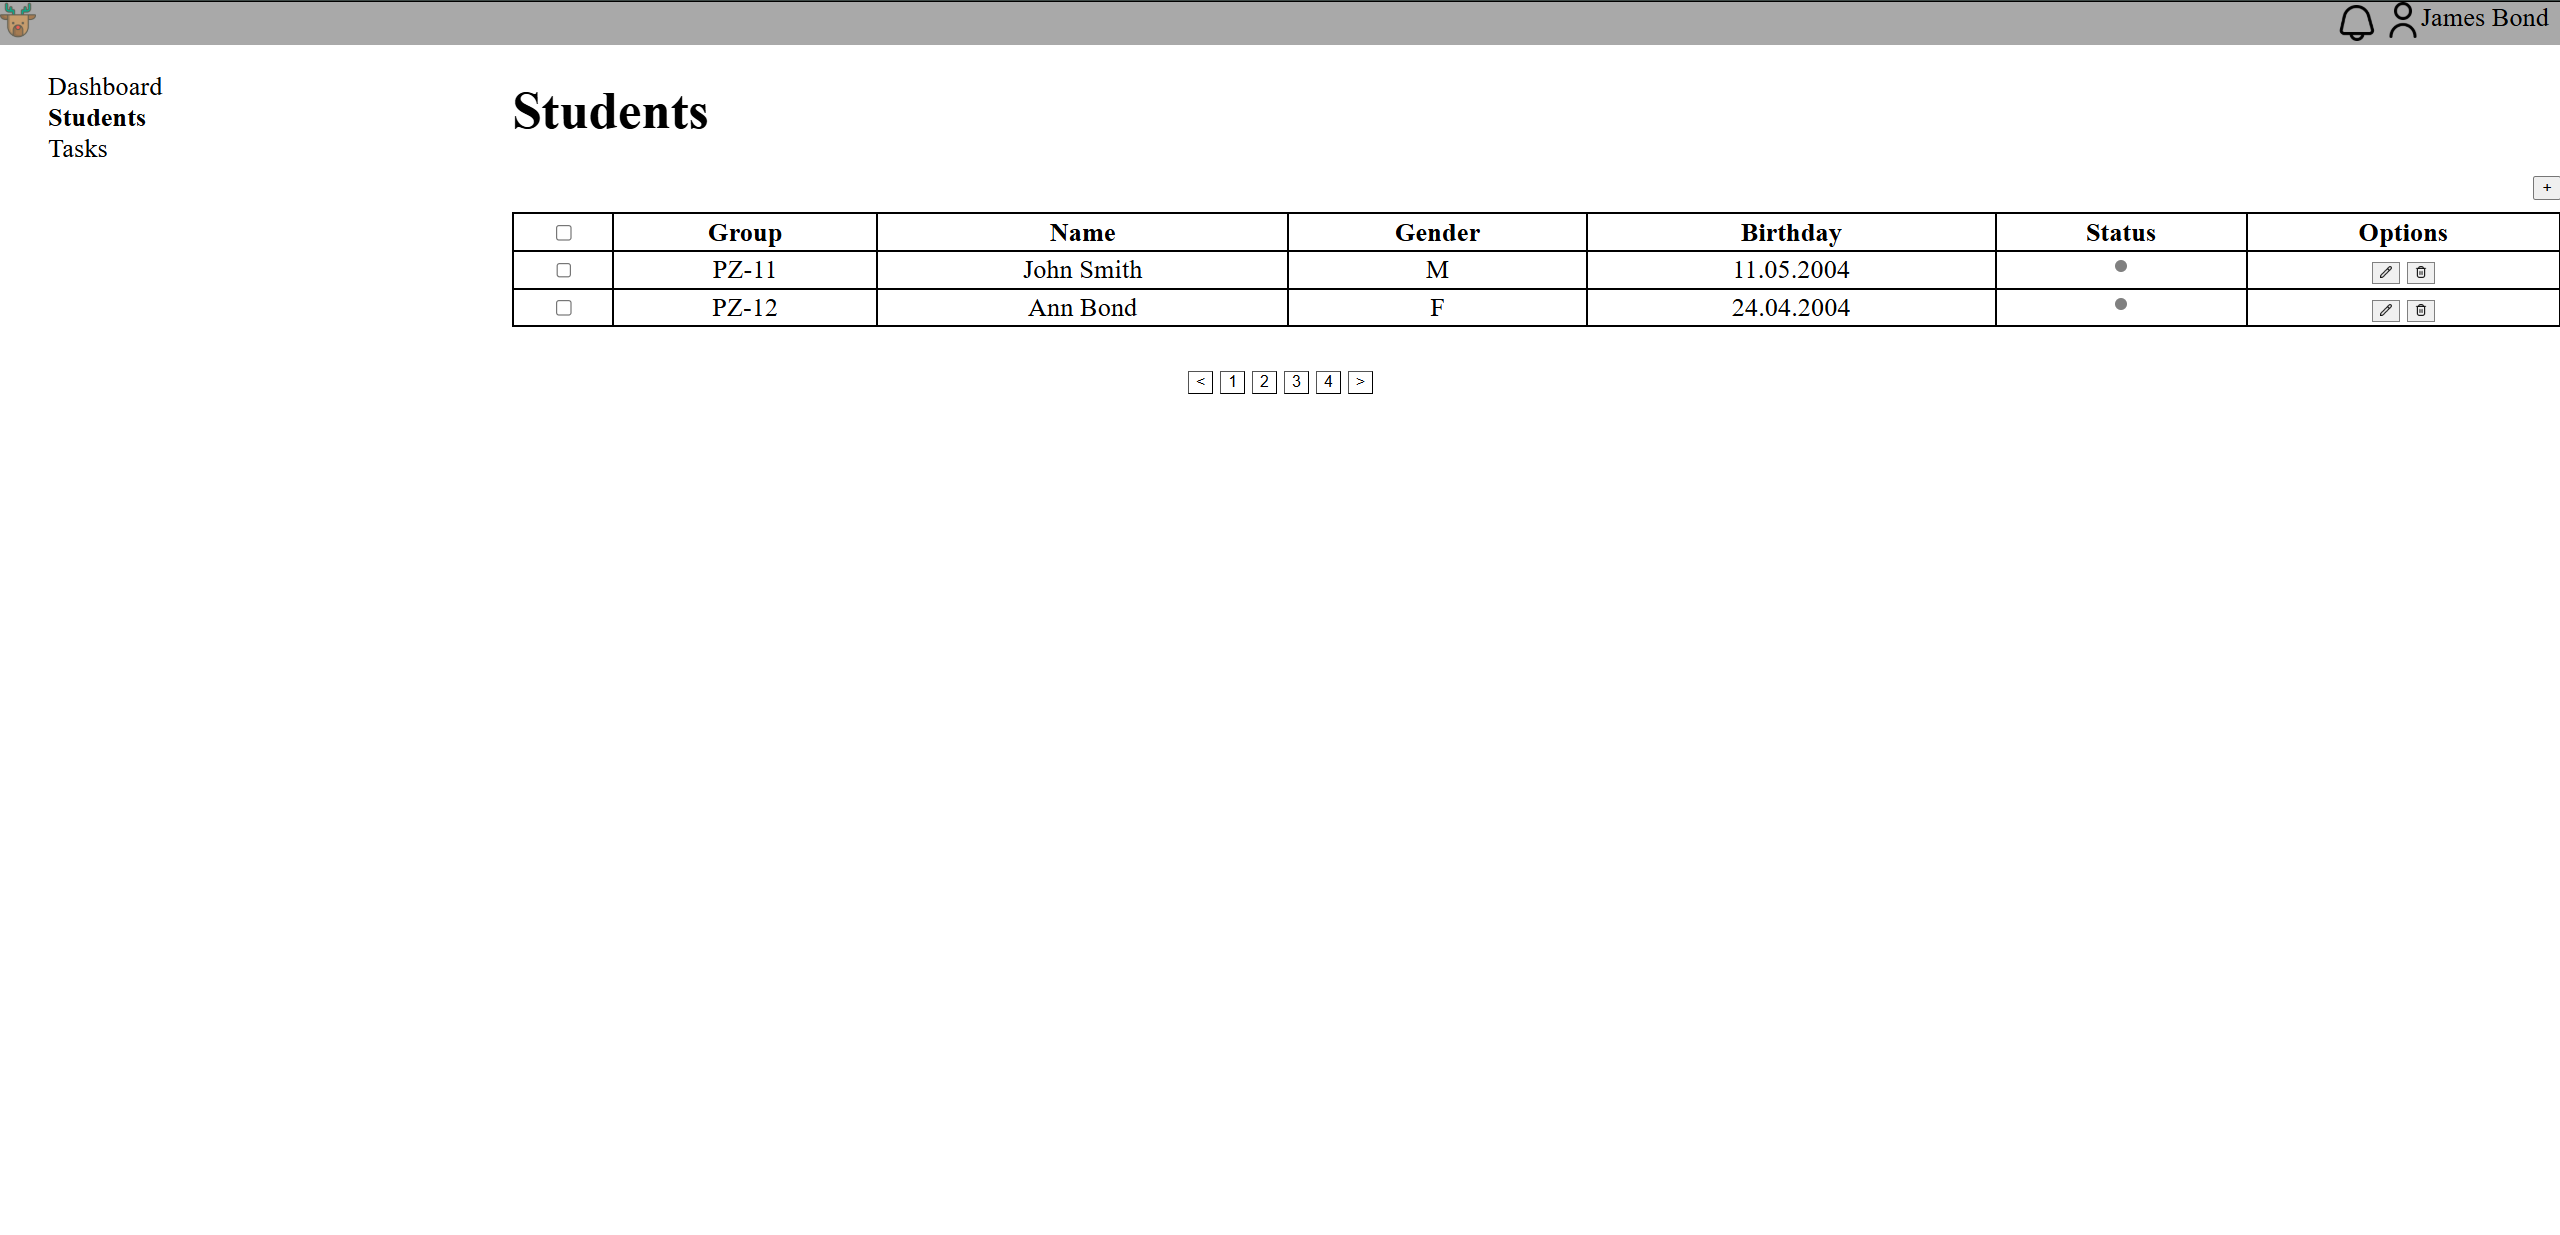 James Bond
Dashboard
Students
Tasks
Students
+
Group Name Gender Birthday Status Options
PZ-11 John Smith M 11.05.2004
PZ-12 Ann Bond F 24.04.2004
< 1 2 3 4 >